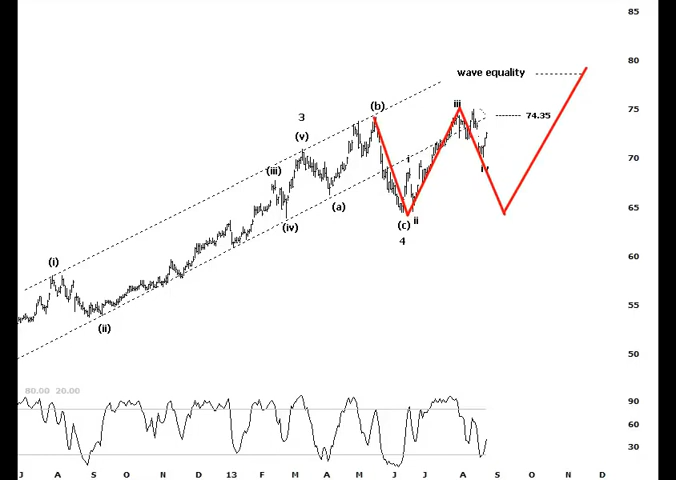 85
80
wave equality
75
(b)
iii
74.35
3
(v)
70
i
(iii)
iv
65
(a)
ii
(iv)
(c)
4
60
(i)
55
(ii)
50
80.00 20.00
90
60
30
J A S O N D 13 F M A M J J A S O N D